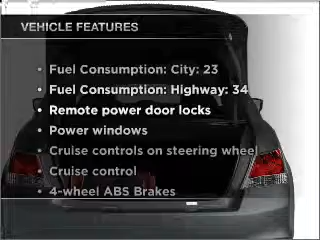 VEHICLE FEATURES
• Fuel Consumption: City: 23
• Fuel Consumption: Highway: 34
• Remote power door locks
• Power windows
• Cruise controls on steering wheel
• Cruise control
• 4-wheel ABS Brakes